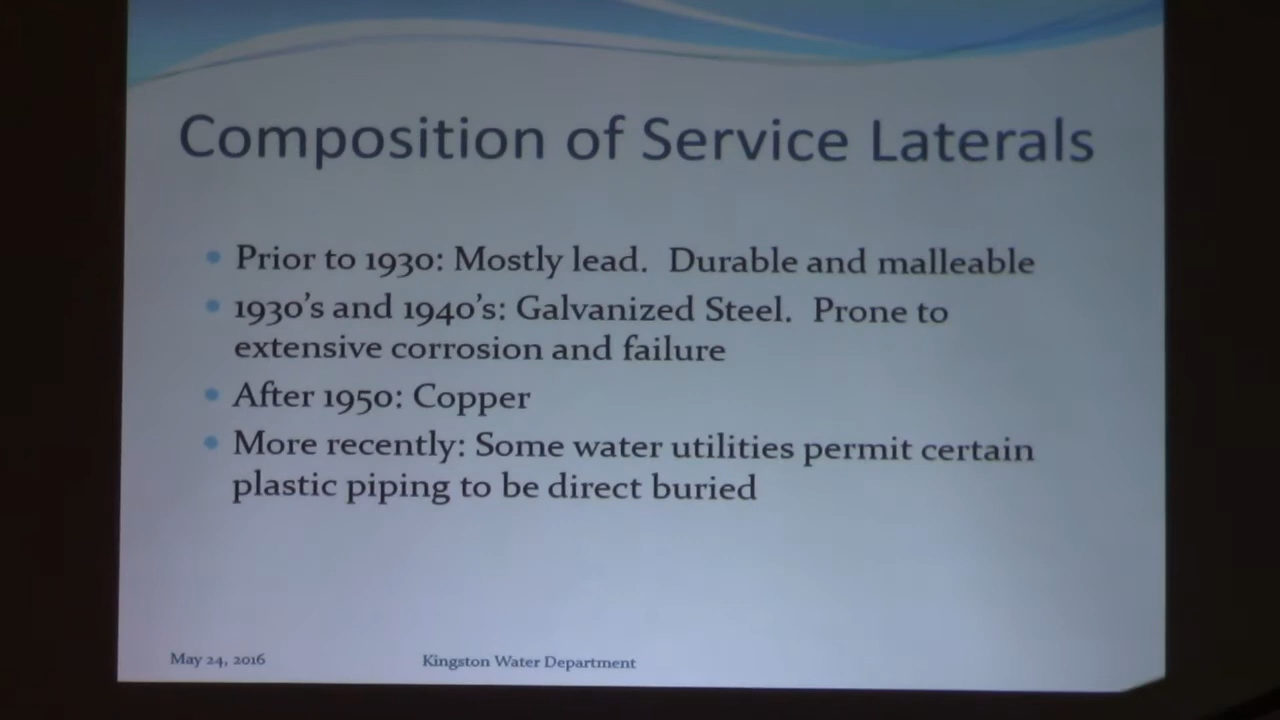 Composition of Service Laterals
Prior to 1930: Mostly lead. Durable and malleable
1930's and 1940's: Galvanized Steel. Prone to
extensive corrosion and failure
After 1950: Copper
More recently: Some water utilities permit certain
plastic piping to be direct buried
May 24, 2016
Kingston Water Department